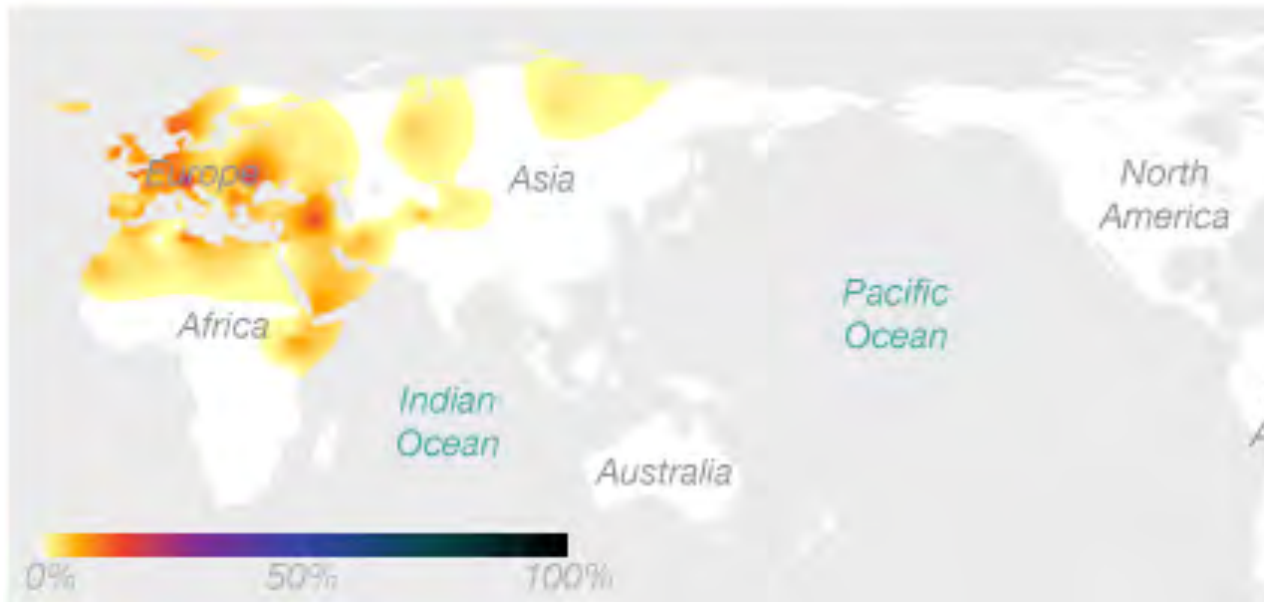 Europe
Asia
North
America
Africa
Pacific
Ocean
Indian
Ocean
Australia
A
0% 50% 100%